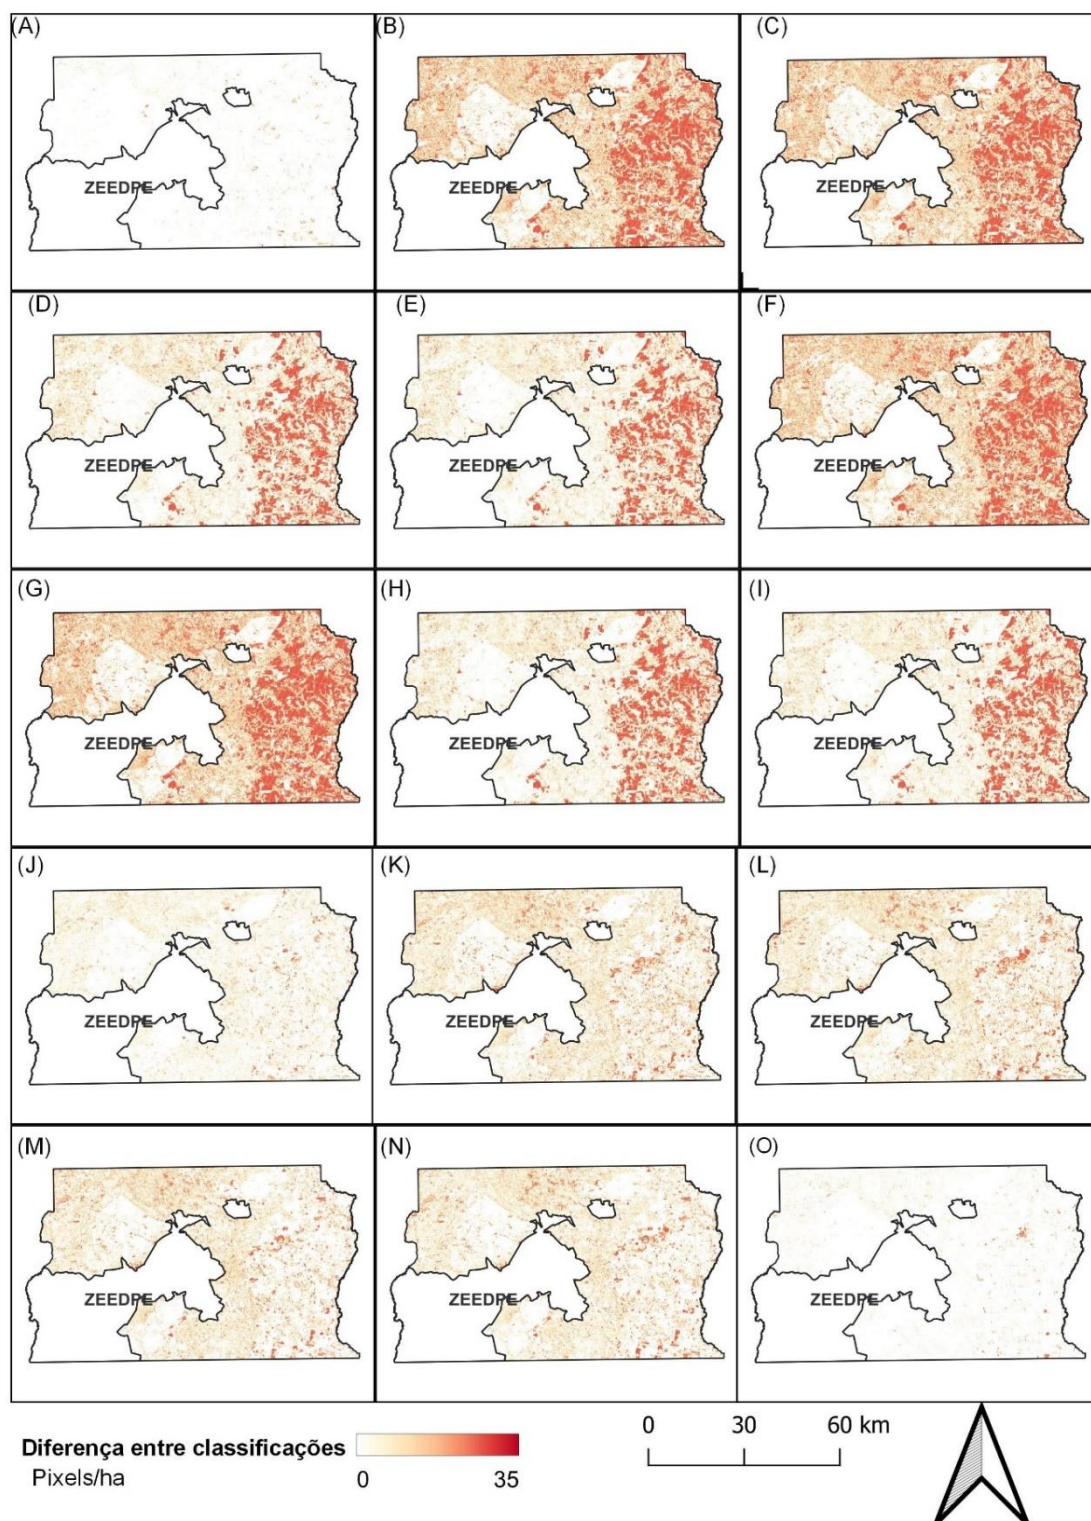 (A) (B) (C)
ZEEDPE ZEEDPE ZEEDPE
(D) (E) (F)
ZEEDPE ZEEDPE ZEEDPE
(G) (H) (I)
ZEEDPE ZEEDPE ZEEDPE
(J) (K) (L)
ZEEDPE ZEEDPE ZEEDPE
(M) (N) (O)
ZEEDPE ZEEDPE ZEEDPE
Diferença entre classificações
Pixels/ha
0 35
0 30 60 km